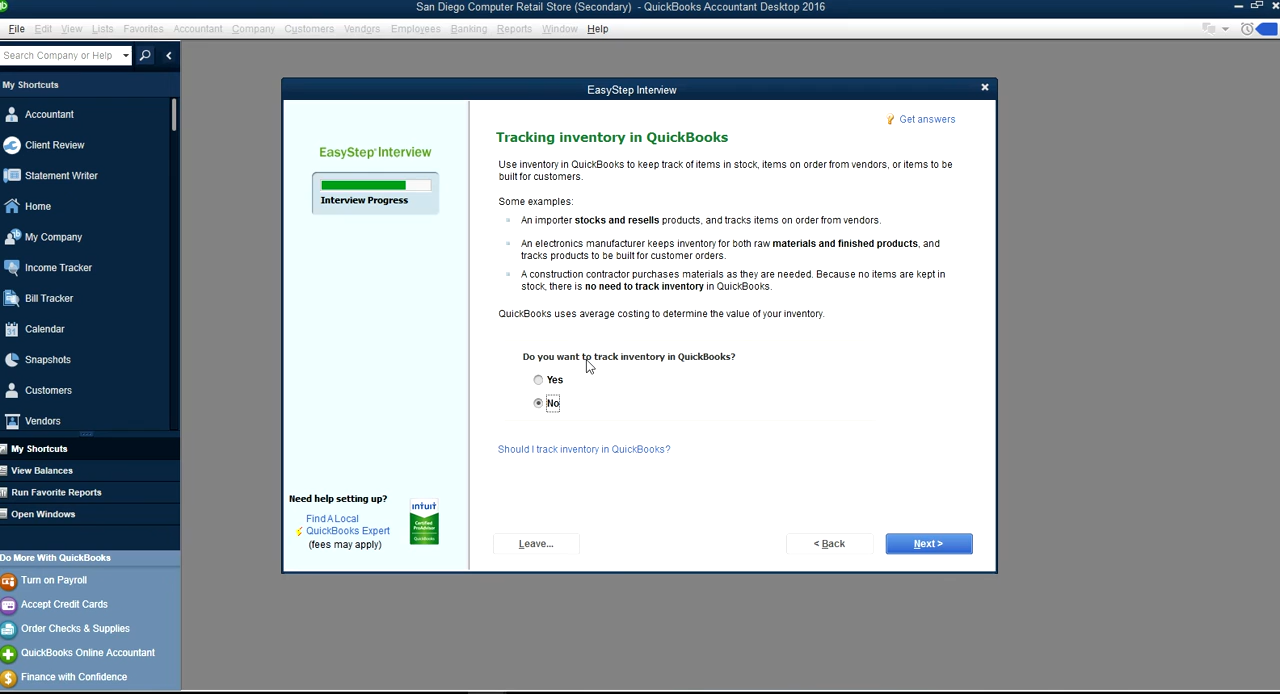 San Diego Computer Retail Store (Secondary) - QuickBooks Accountant Desktop 2016
File Edit View Lists Favorites Accountant Company Customers Vendors Employees Banking Reports Window Help
Search Company or Help
My Shortcuts
Accountant
Client Review
Statement Writer
Home
My Company
Income Tracker
Bill Tracker
Calendar
Snapshots
Customers
Vendors
My Shortcuts
View Balances
Run Favorite Reports
Open Windows
Do More With QuickBooks
Turn on Payroll
Accept Credit Cards
Order Checks & Supplies
QuickBooks Online Accountant
Finance with Confidence
EasyStep Interview
EasyStep Interview
Interview Progress
Need help setting up?
Find A Local
QuickBooks Expert
(fees may apply)
intuit
Certified
ProAdvisor
QuickBooks
Get answers
Tracking inventory in QuickBooks
Use inventory in QuickBooks to keep track of items in stock, items on order from vendors, or items to be
built for customers.
Some examples:
An importer stocks and resells products, and tracks items on order from vendors.
An electronics manufacturer keeps inventory for both raw materials and finished products, and
tracks products to be built for customer orders.
A construction contractor purchases materials as they are needed. Because no items are kept in
stock, there is no need to track inventory in QuickBooks.
QuickBooks uses average costing to determine the value of your inventory.
Do you want to track inventory in QuickBooks?
Yes
No
Should I track inventory in QuickBooks?
Leave...
< Back
Next >